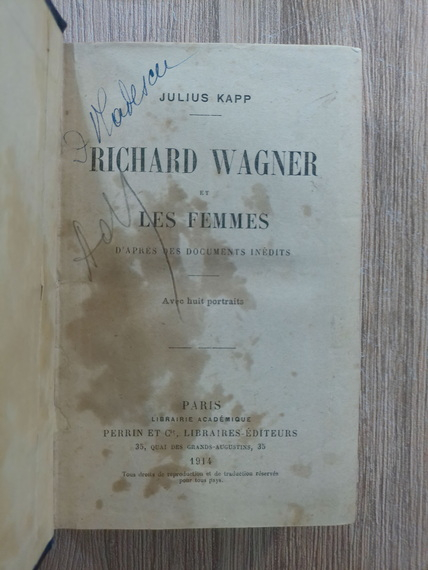 JULIUS KAPP
RICHARD WAGNER
ET
LES FEMMES
D'APRÈS DES DOCUMENTS INÉDITS
Avec huit portraits
PARIS
LIBRAIRIE ACADÉMIQUE
PERRIN ET Cie, LIBRAIRES-ÉDITEURS
35, QUAI DES GRANDS-AUGUSTINS, 35
1914
Tous droits de reproduction et de traduction réservés
pour tous pays.